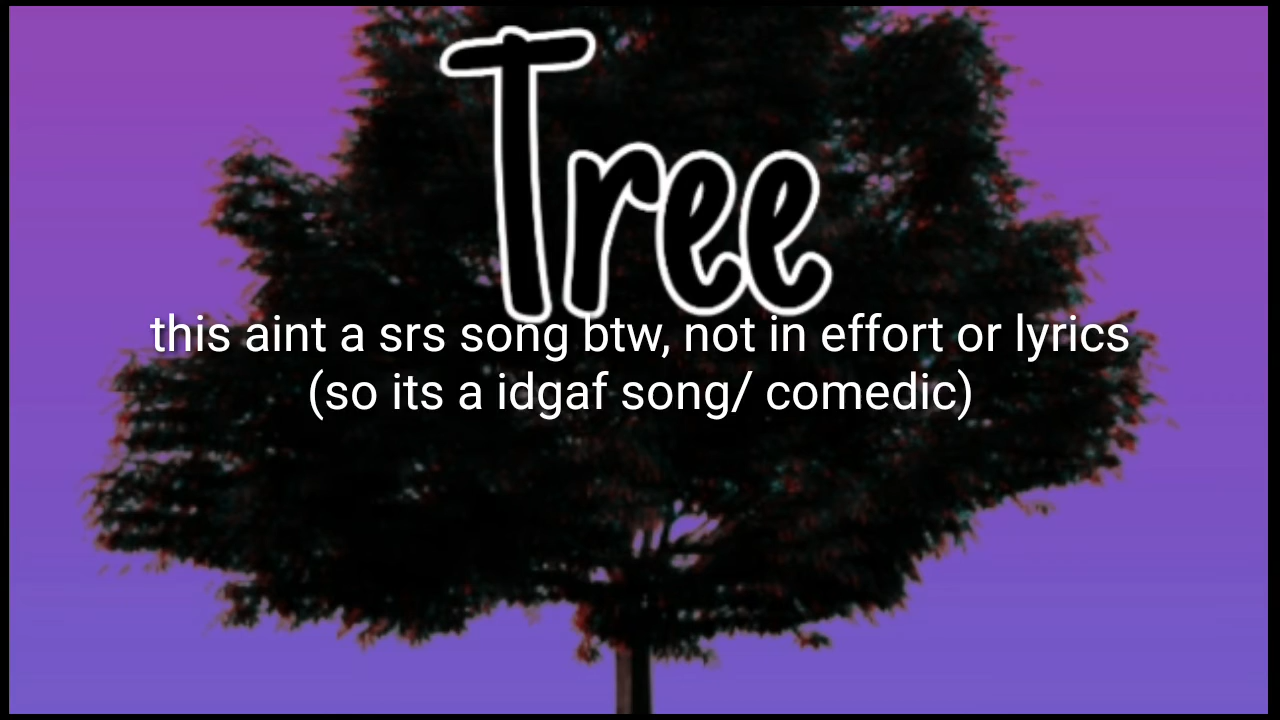 Tree
this aint a srs song btw, not in effort or lyrics
(so its a idgaf song/ comedic)